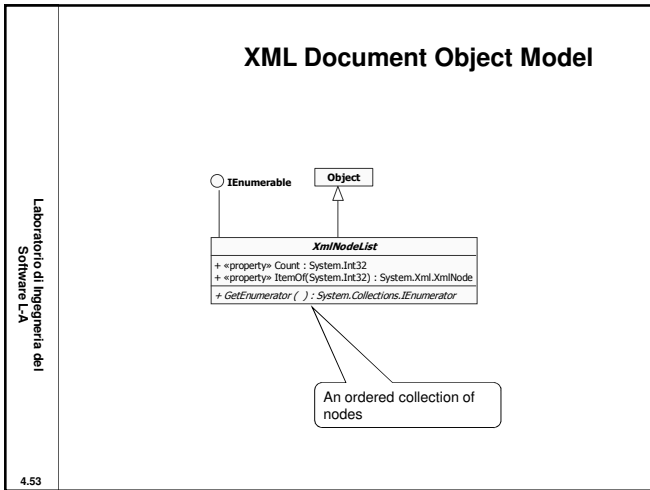 XML Document Object Model
IEnumerable
Object
XmlNodeList
+ «property» Count : System.Int32
+ «property» ItemOf(System.Int32) : System.Xml.XmlNode
+ GetEnumerator ( ) : System.Collections.IEnumerator
An ordered collection of
nodes
Laboratorio di Ingegneria del
Software L-A
4.53